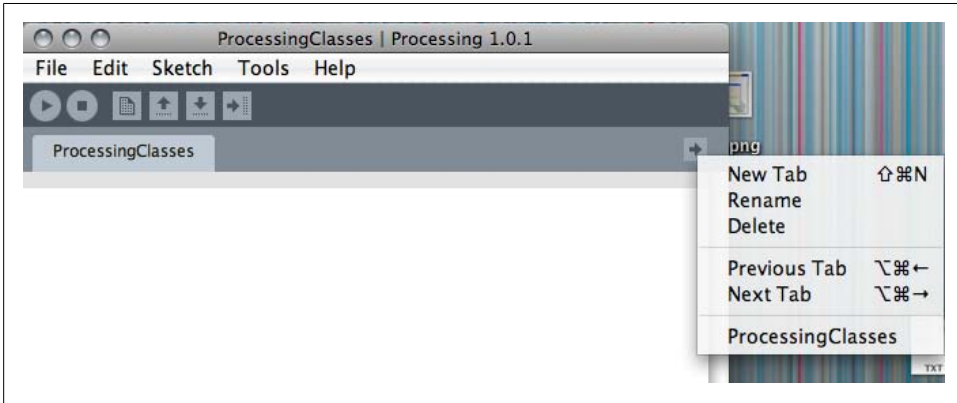 ProcessingClasses | Processing 1.0.1
File Edit Sketch Tools Help
ProcessingClasses
png
New Tab ⇧⌘N
Rename
Delete
Previous Tab ⌥⌘←
Next Tab ⌥⌘→
ProcessingClasses
TXT